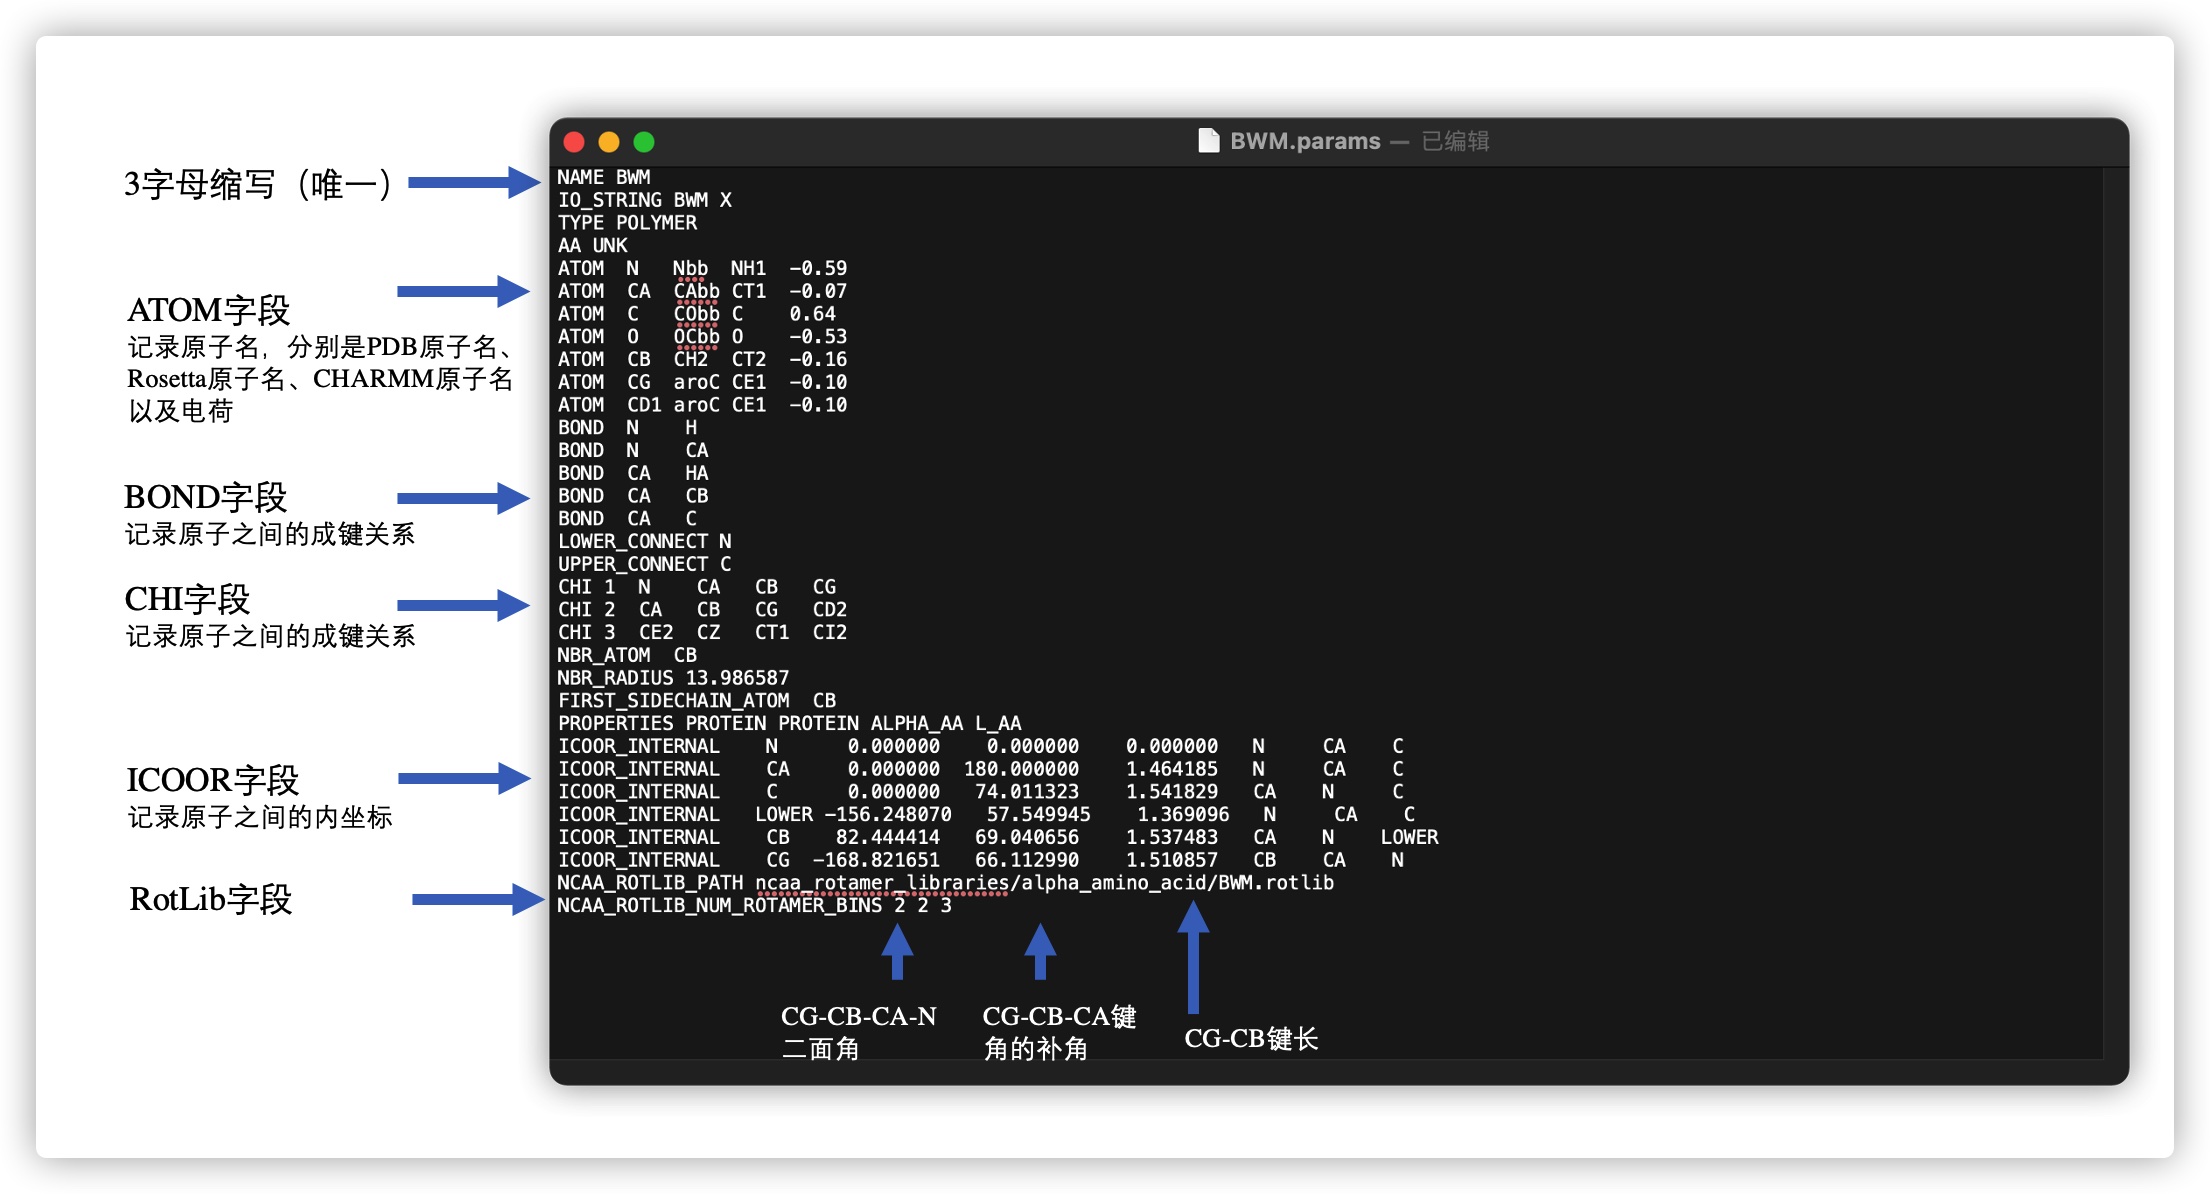 3字母缩写（唯一）
ATOM字段
记录原子名，分别是PDB原子名、
Rosetta原子名、CHARMM原子名
以及电荷
BOND字段
记录原子之间的成键关系
CHI字段
记录原子之间的成键关系
ICOOR字段
记录原子之间的内坐标
RotLib字段
BWM.params — 已编辑
NAME BWM
IO_STRING BWM X
TYPE POLYMER
AA UNK
ATOM N Nbb NH1 -0.59
ATOM CA CAbb CT1 -0.07
ATOM C CObb C 0.64
ATOM O OCbb O -0.53
ATOM CB CH2 CT2 -0.16
ATOM CG aroC CE1 -0.10
ATOM CD1 aroC CE1 -0.10
BOND N H
BOND N CA
BOND CA HA
BOND CA CB
BOND CA C
LOWER_CONNECT N
UPPER_CONNECT C
CHI 1 N CA CB CG
CHI 2 CA CB CG CD2
CHI 3 CE2 CZ CT1 CI2
NBR_ATOM CB
NBR_RADIUS 13.986587
FIRST_SIDECHAIN_ATOM CB
PROPERTIES PROTEIN PROTEIN ALPHA_AA L_AA
ICOOR_INTERNAL N 0.000000 0.000000 0.000000 N CA C
ICOOR_INTERNAL CA 0.000000 180.000000 1.464185 N CA C
ICOOR_INTERNAL C 0.000000 74.011323 1.541829 CA N C
ICOOR_INTERNAL LOWER -156.248070 57.549945 1.369096 N CA C
ICOOR_INTERNAL CB 82.444414 69.040656 1.537483 CA N LOWER
ICOOR_INTERNAL CG -168.821651 66.112990 1.510857 CB CA N
NCAA_ROTLIB_PATH ncaa_rotamer_libraries/alpha_amino_acid/BWM.rotlib
NCAA_ROTLIB_NUM_ROTAMER_BINS 2 2 3
CG-CB-CA-N
二面角
CG-CB-CA键
角的补角
CG-CB键长